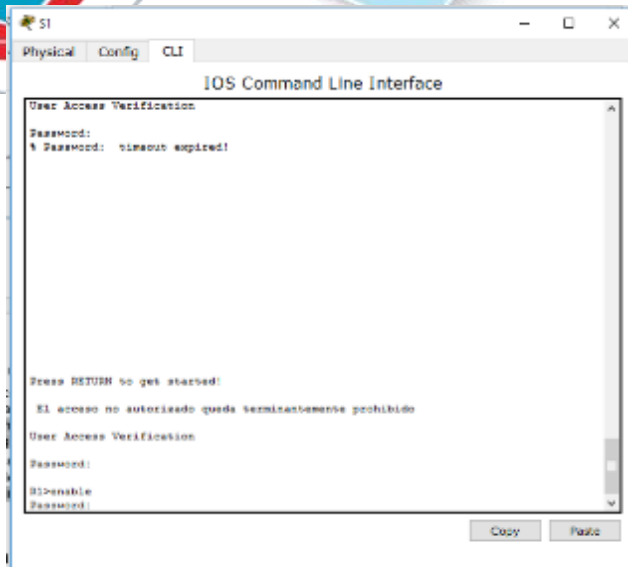 S1
Physical Config CLI
IOS Command Line Interface
User Access Verification
Password:
% Password: timeout expired!
Press RETURN to get started!
El acceso no autorizado queda terminantemente prohibido
User Access Verification
Password:
S1>enable
Password:
Copy Paste